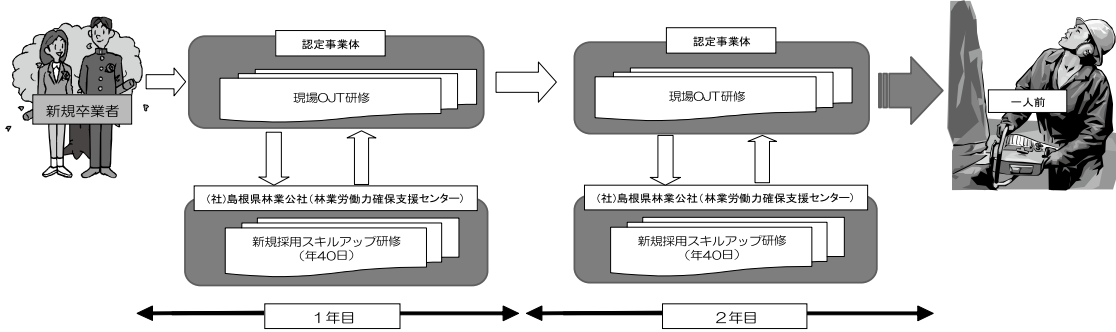 新規卒業者
認定事業体
現場OJT研修
(社)島根県林業公社(林業労働力確保支援センター)
新規採用スキルアップ研修
(年40日)
1年目
認定事業体
現場OJT研修
(社)島根県林業公社(林業労働力確保支援センター)
新規採用スキルアップ研修
(年40日)
2年目
一人前